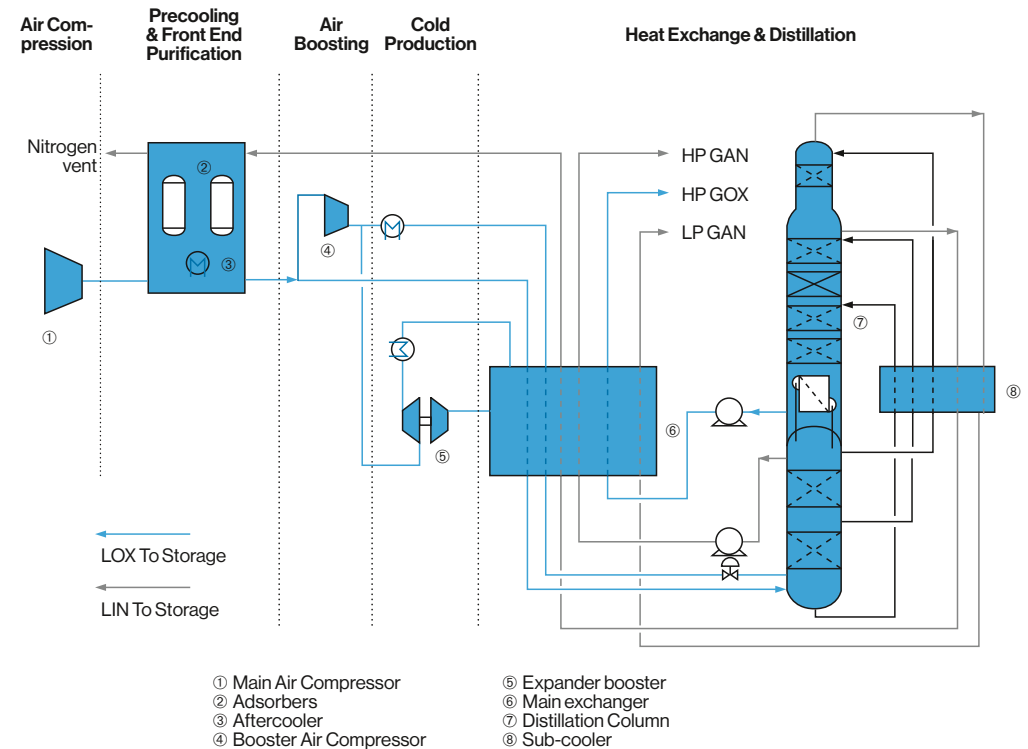 Air Com-
pression
Precooling
& Front End
Purification
Air
Boosting
Cold
Production
Heat Exchange & Distillation
Nitrogen
vent
②
③
①
④
⑤
HP GAN
HP GOX
LP GAN
⑥
⑦
⑧
LOX To Storage
LIN To Storage
① Main Air Compressor
② Adsorbers
③ Aftercooler
④ Booster Air Compressor
⑤ Expander booster
⑥ Main exchanger
⑦ Distillation Column
⑧ Sub-cooler